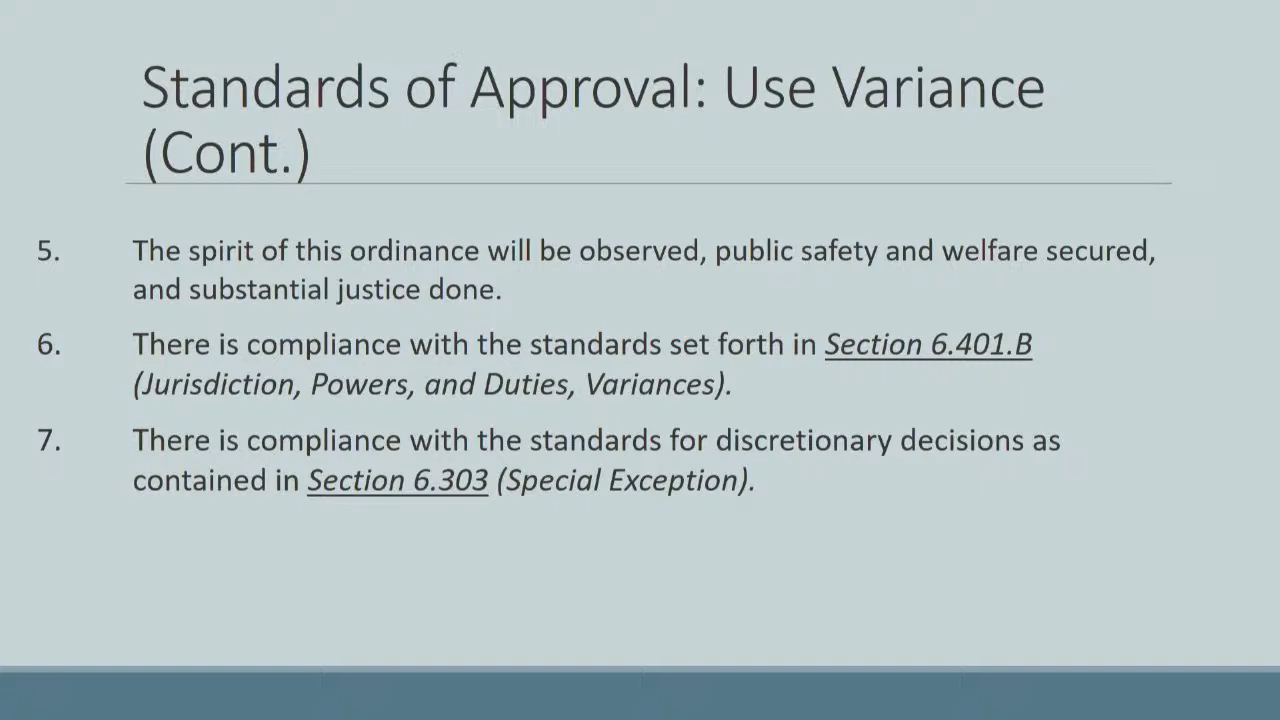 Standards of Approval: Use Variance
(Cont.)
5. The spirit of this ordinance will be observed, public safety and welfare secured,
and substantial justice done.
6. There is compliance with the standards set forth in Section 6.401.B
(Jurisdiction, Powers, and Duties, Variances).
7. There is compliance with the standards for discretionary decisions as
contained in Section 6.303 (Special Exception).